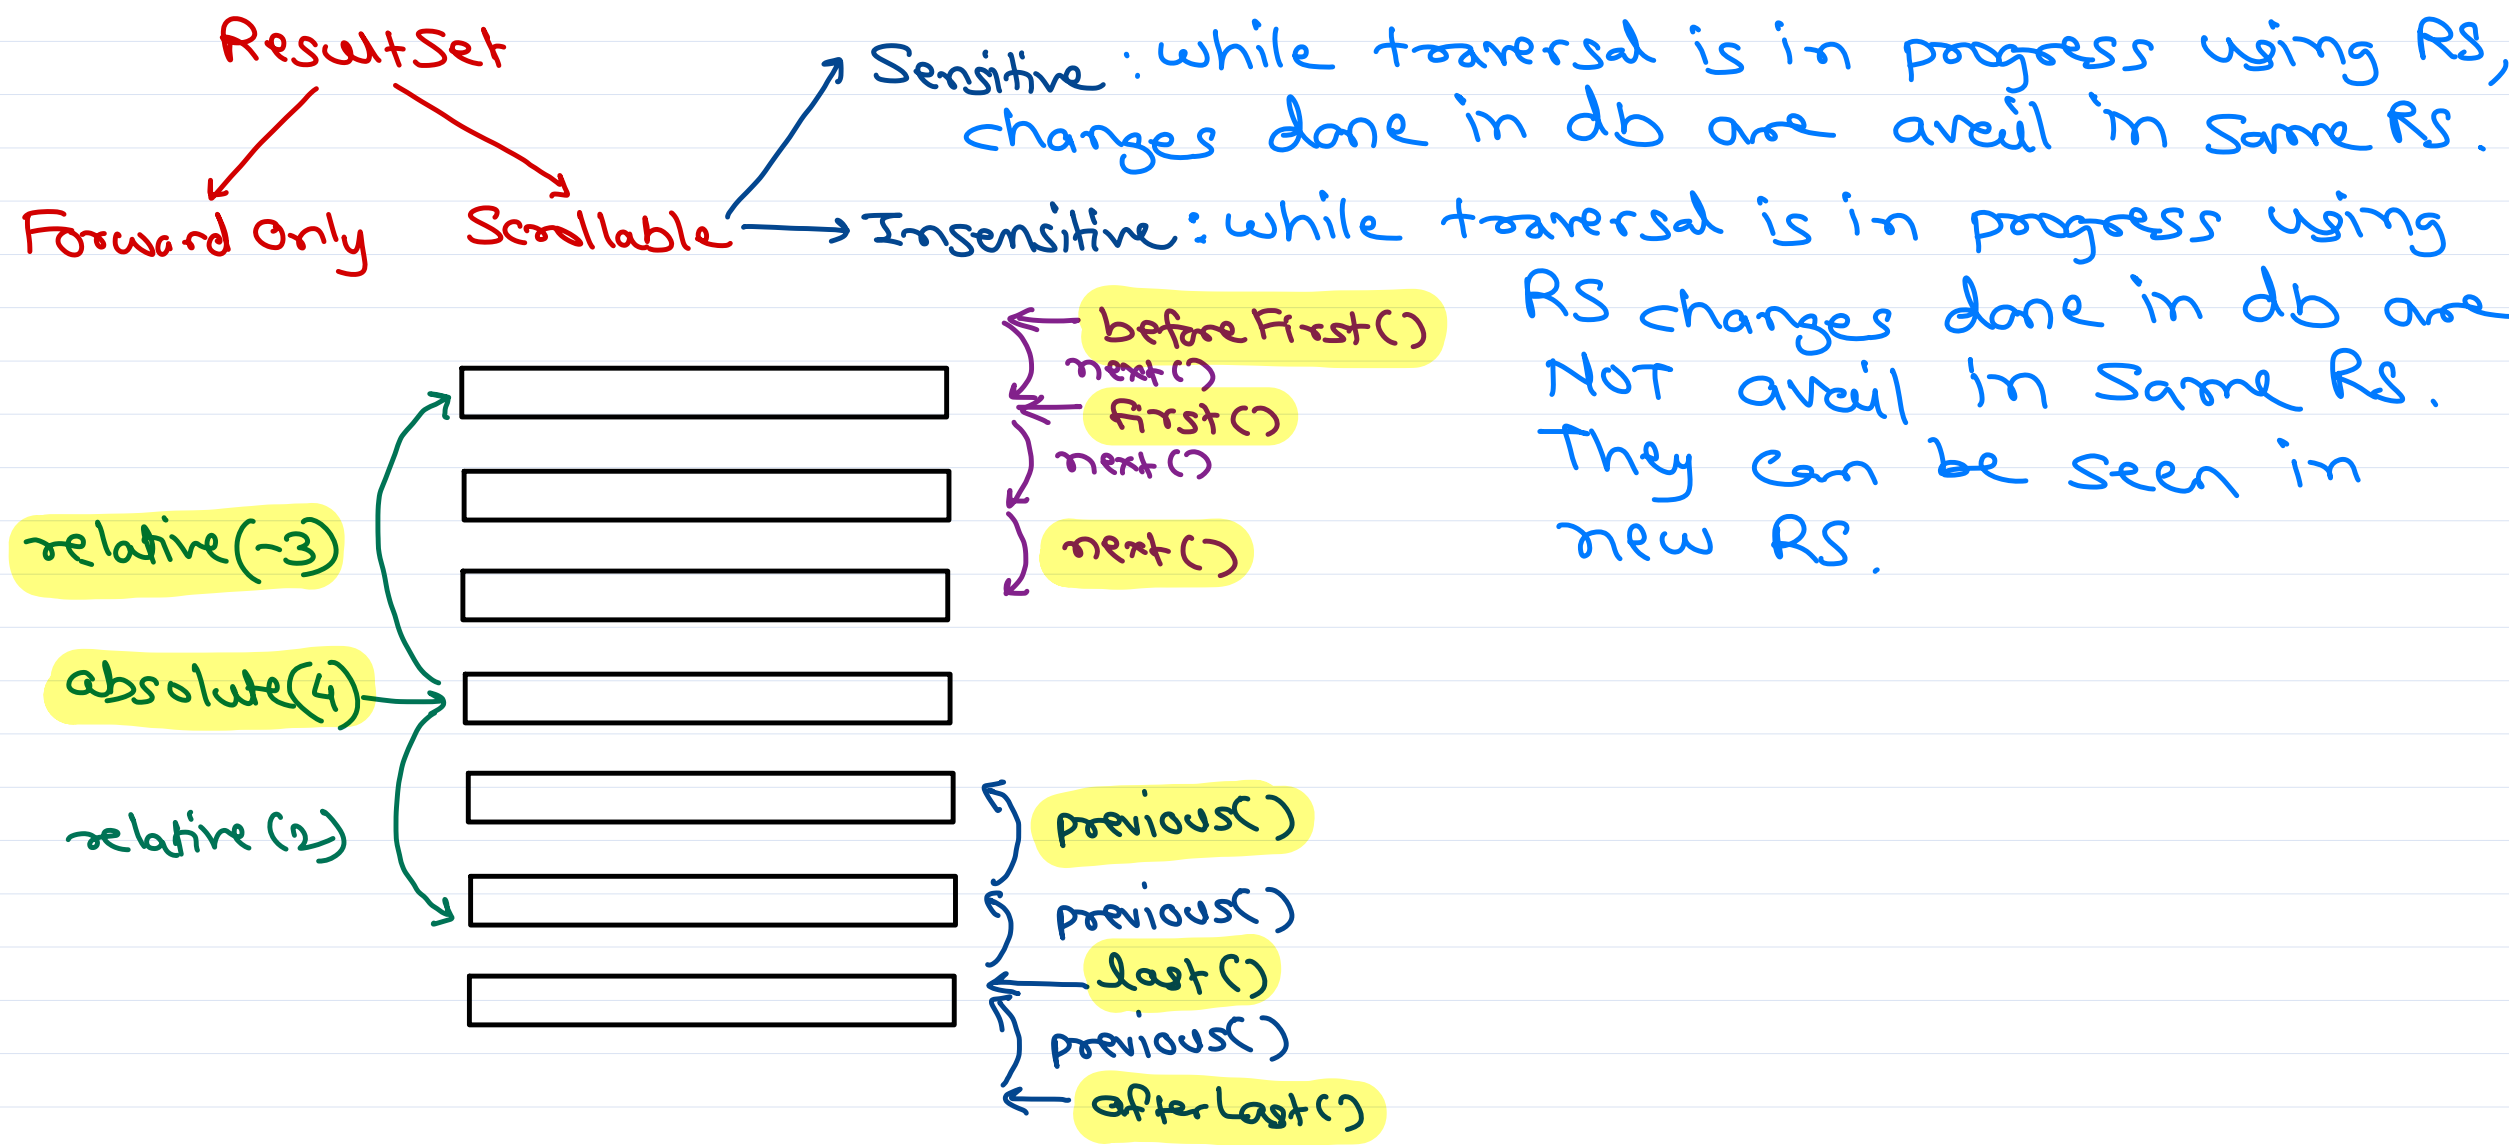 ResultSet
Sensitive : while traversal is in progress using RS,
changes done in db are avail in same RS.
Forward Only
Scrollable
Insensitive : while traversal is in progress, using
RS changes done in db are
NOT avail in same RS.
They can be seen in
new RS.
beforeFirst()
next()
first()
next()
next()
relative(-3)
absolute(4)
relative(2)
previous()
previous()
last()
previous()
afterLast()